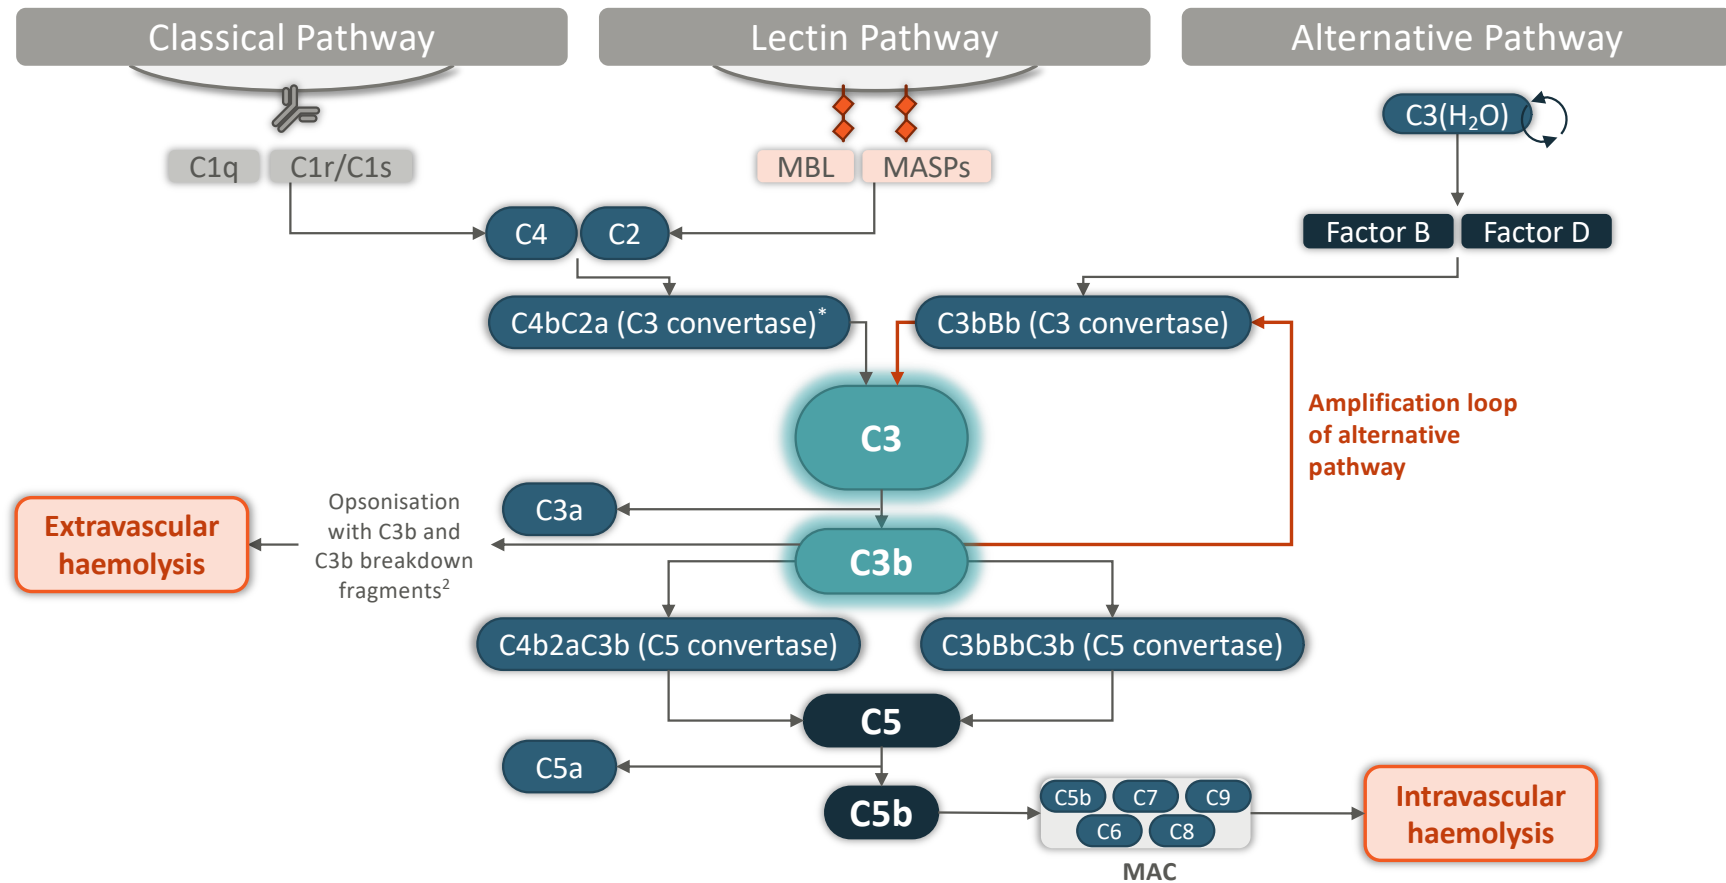 Classical Pathway
Lectin Pathway
Alternative Pathway
C3(H₂O)
C1q
C1r/C1s
MBL
MASPs
C4
C2
Factor B
Factor D
C4bC2a (C3 convertase)*
C3bBb (C3 convertase)
C3
Amplification loop
of alternative
pathway
C3a
Opsonisation
with C3b and
C3b breakdown
fragments²
Extravascular
haemolysis
C3b
C4b2aC3b (C5 convertase)
C3bBbC3b (C5 convertase)
C5
C5a
C5b
C5b
C7
C9
C6
C8
MAC
Intravascular
haemolysis